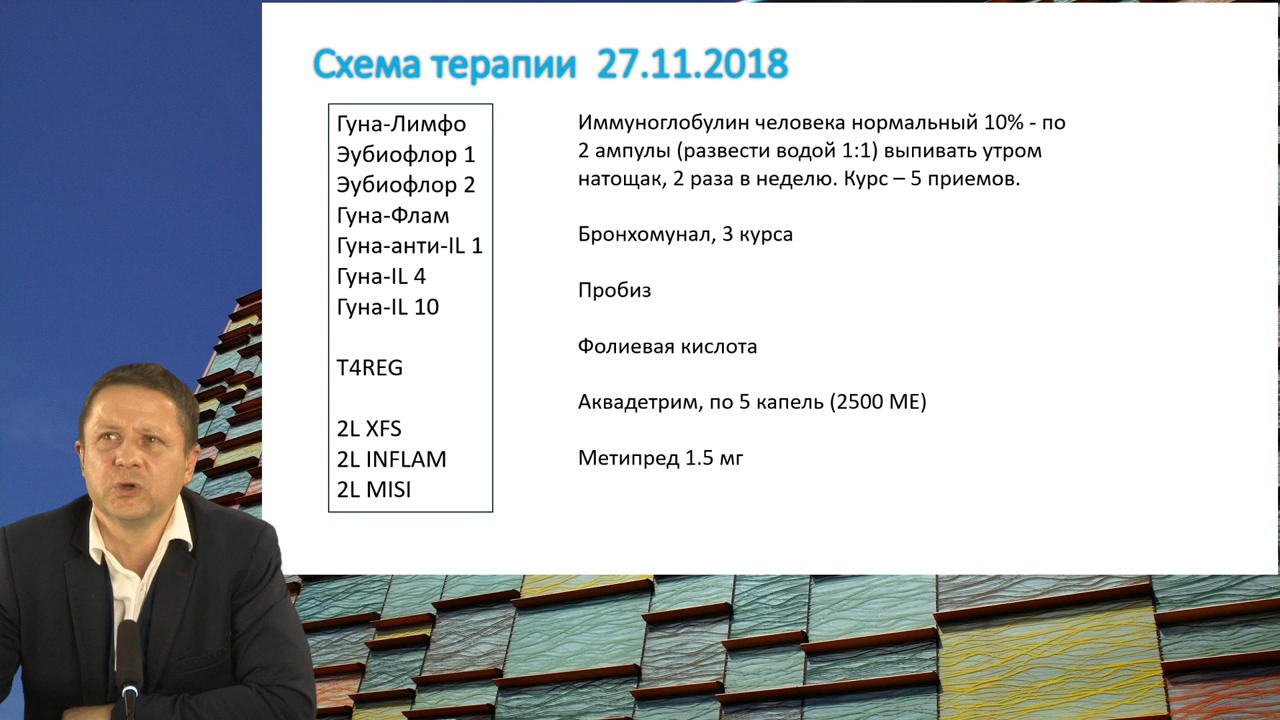 Схема терапии 27.11.2018
Гуна-Лимфо
Эубиофлор 1
Эубиофлор 2
Гуна-Флам
Гуна-анти-IL 1
Гуна-IL 4
Гуна-IL 10
T4REG
2L XFS
2L INFLAM
2L MISI
Иммуноглобулин человека нормальный 10% - по
2 ампулы (развести водой 1:1) выпивать утром
натощак, 2 раза в неделю. Курс – 5 приемов.
Бронхомунал, 3 курса
Пробиз
Фолиевая кислота
Аквадетрим, по 5 капель (2500 МЕ)
Метипред 1.5 мг